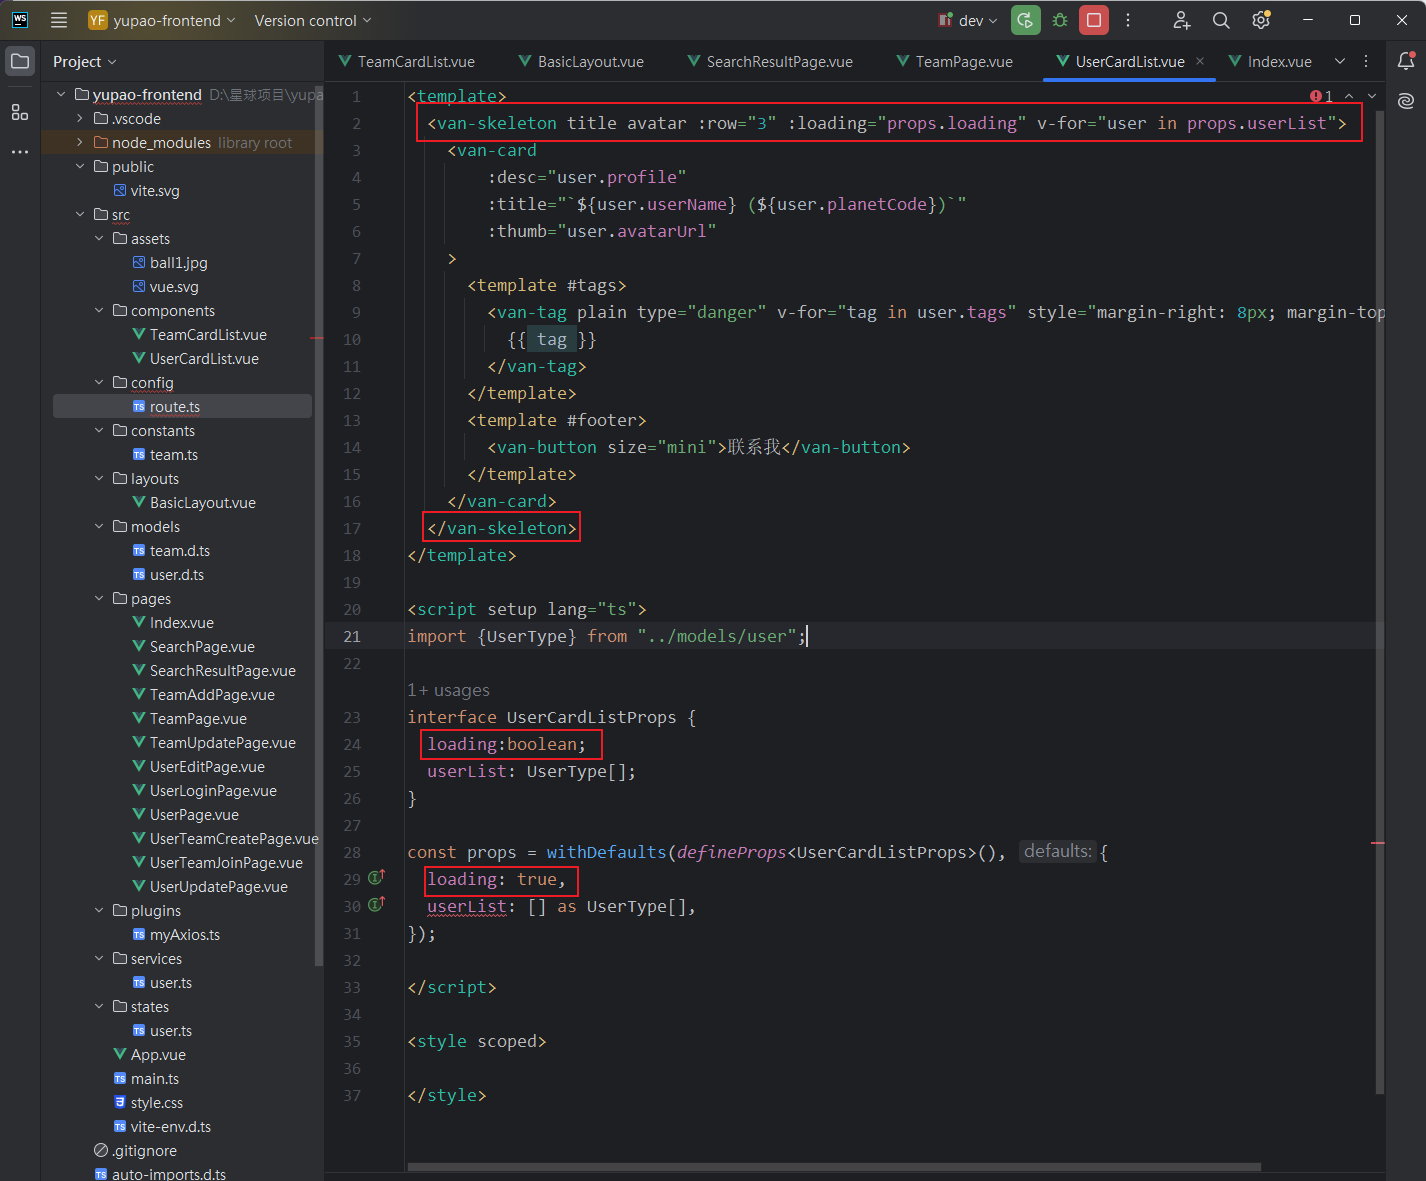 WS
YF yupao-frontend Version control dev
Project
TeamCardList.vue BasicLayout.vue SearchResultPage.vue TeamPage.vue UserCardList.vue Index.vue
yupao-frontend D:\星球项目\yupa
.vscode
node_modules library root
public
vite.svg
src
assets
ball1.jpg
vue.svg
components
TeamCardList.vue
UserCardList.vue
config
route.ts
constants
team.ts
layouts
BasicLayout.vue
models
team.d.ts
user.d.ts
pages
Index.vue
SearchPage.vue
SearchResultPage.vue
TeamAddPage.vue
TeamPage.vue
TeamUpdatePage.vue
UserEditPage.vue
UserLoginPage.vue
UserPage.vue
UserTeamCreatePage.vue
UserTeamJoinPage.vue
UserUpdatePage.vue
plugins
myAxios.ts
services
user.ts
states
user.ts
App.vue
main.ts
style.css
vite-env.d.ts
.gitignore
auto-imports.d.ts
1 <template> 1
2 <van-skeleton title avatar :row="3" :loading="props.loading" v-for="user in props.userList">
3 <van-card
4 :desc="user.profile"
5 :title="`${user.userName} (${user.planetCode})`"
6 :thumb="user.avatarUrl"
7 >
8 <template #tags>
9 <van-tag plain type="danger" v-for="tag in user.tags" style="margin-right: 8px; margin-top
10 {{ tag }}
11 </van-tag>
12 </template>
13 <template #footer>
14 <van-button size="mini">联系我</van-button>
15 </template>
16 </van-card>
17 </van-skeleton>
18 </template>
19
20 <script setup lang="ts">
21 import {UserType} from "../models/user";
22
1+ usages
23 interface UserCardListProps {
24 loading:boolean;
25 userList: UserType[];
26 }
27
28 const props = withDefaults(defineProps<UserCardListProps>(), defaults: {
29 loading: true,
30 userList: [] as UserType[],
31 });
32
33 </script>
34
35 <style scoped>
36
37 </style>